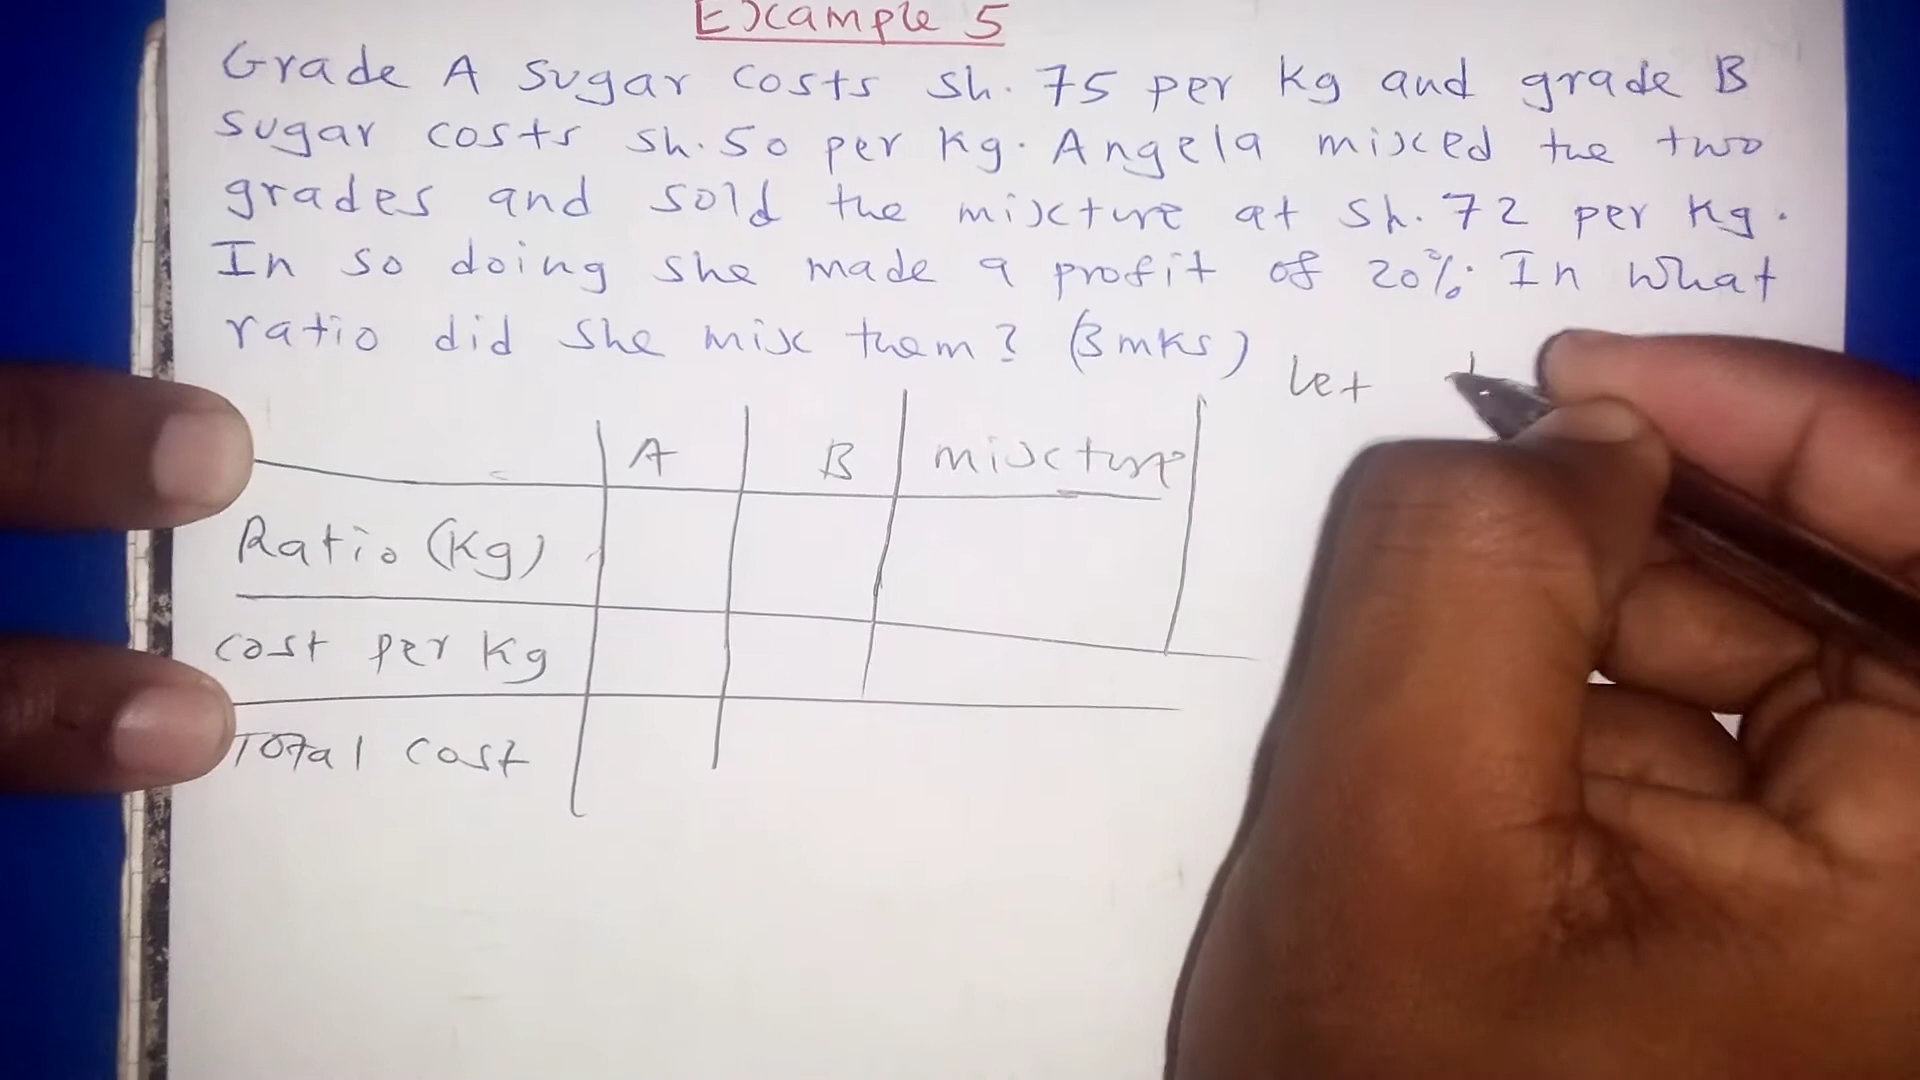 Example 5
Grade A sugar costs sh. 75 per kg and grade B
sugar costs sh. 50 per kg. Angela mixed the two
grades and sold the mixture at sh. 72 per kg.
In so doing she made a profit of 20%. In what
ratio did she mix them? (3mks)
let
A B mixture
Ratio (kg)
cost per kg
Total cost